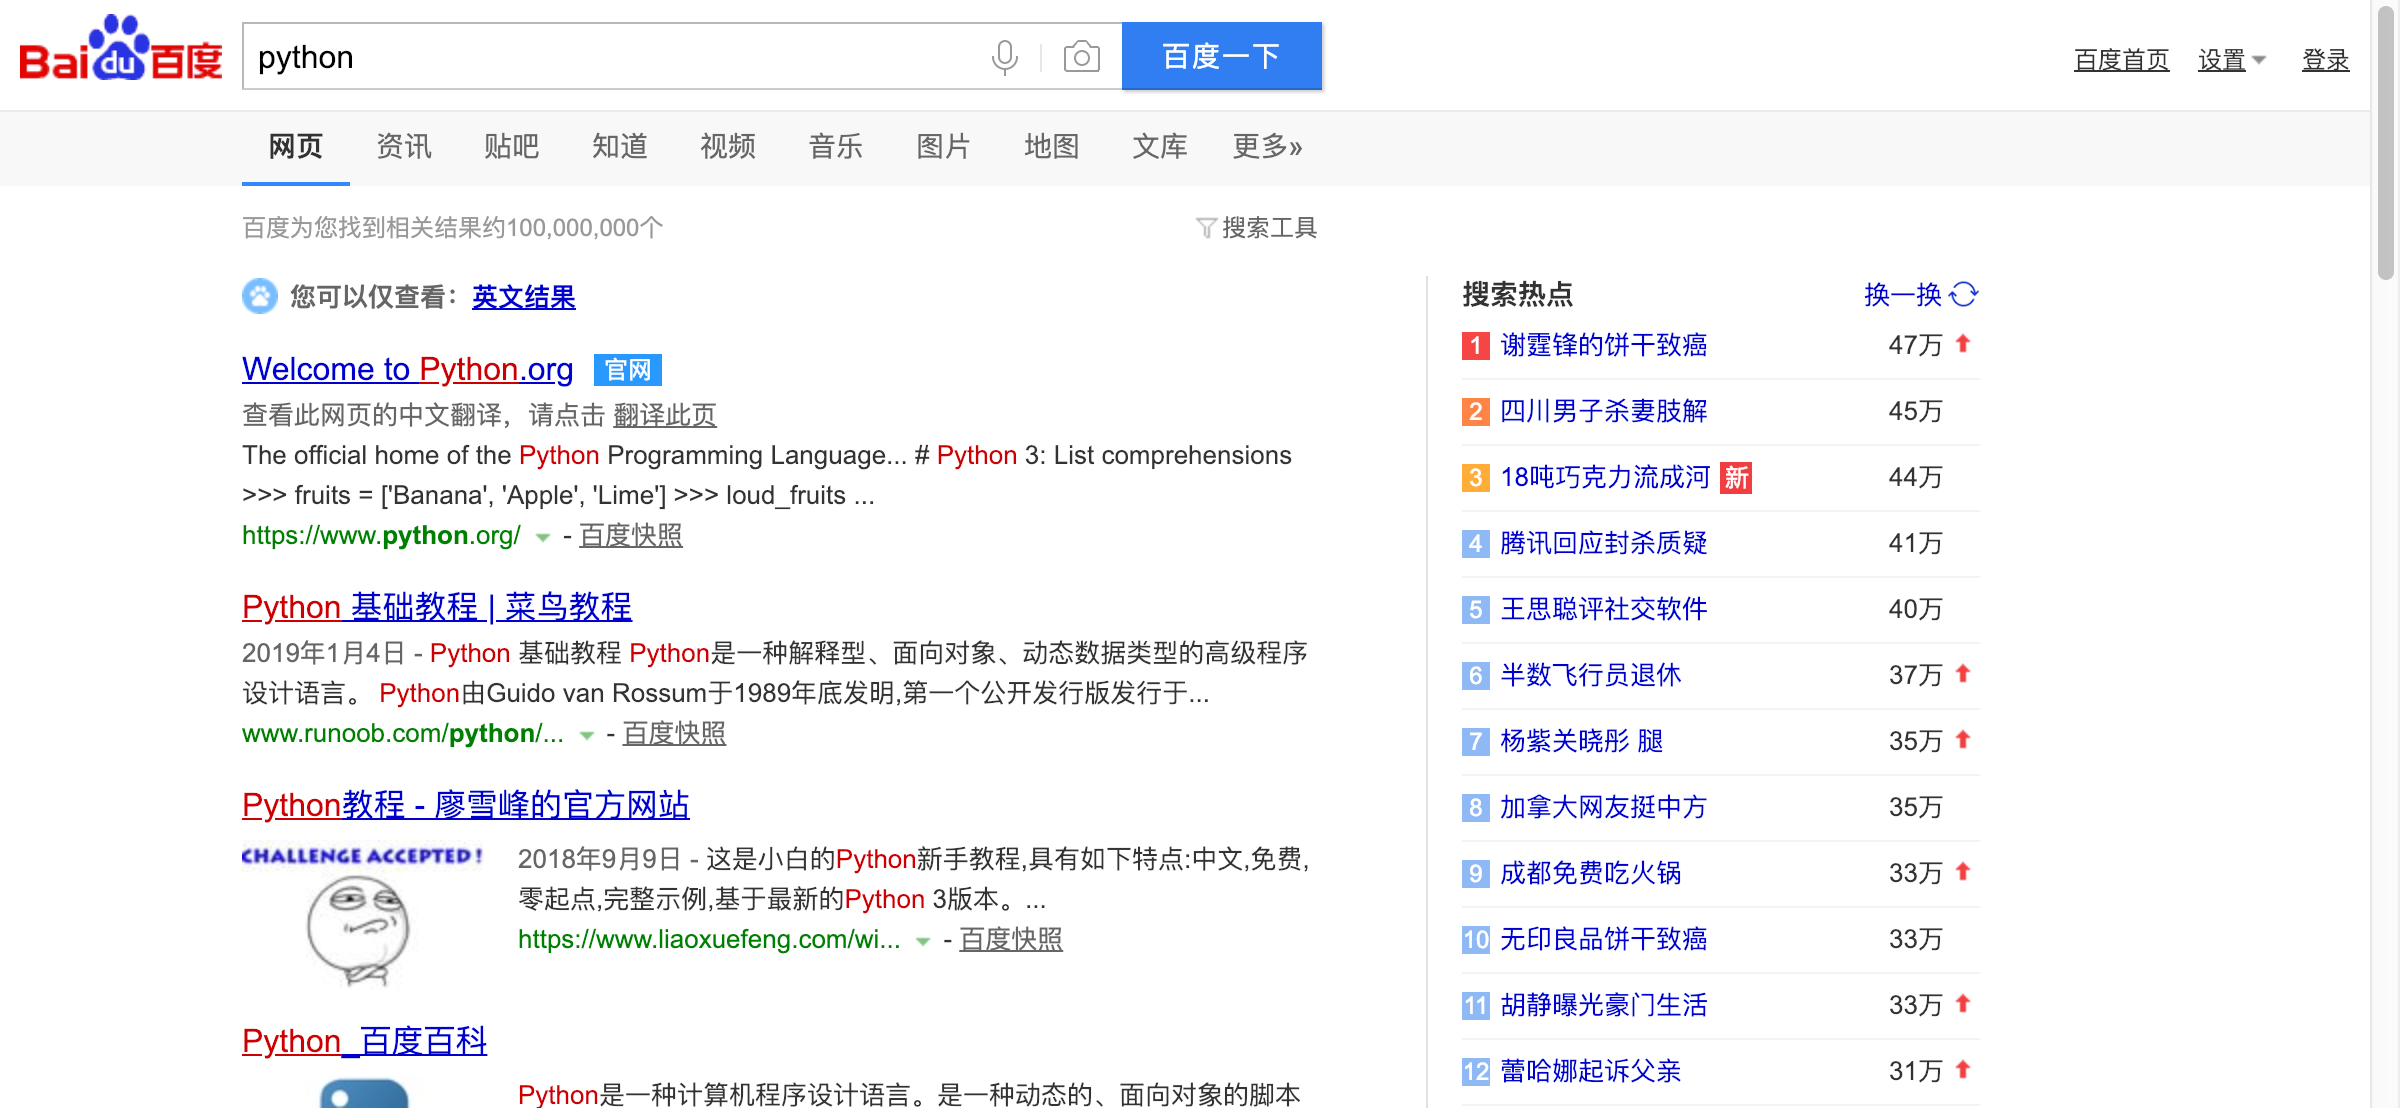 Bai du 百度
python
百度一下
百度首页 设置 登录
网页 资讯 贴吧 知道 视频 音乐 图片 地图 文库 更多»
百度为您找到相关结果约100,000,000个
搜索工具
您可以仅查看：英文结果
Welcome to Python.org 官网
查看此网页的中文翻译，请点击 翻译此页
The official home of the Python Programming Language... # Python 3: List comprehensions
>>> fruits = ['Banana', 'Apple', 'Lime'] >>> loud_fruits ...
https://www.python.org/ - 百度快照
Python 基础教程 | 菜鸟教程
2019年1月4日 - Python 基础教程 Python是一种解释型、面向对象、动态数据类型的高级程序
设计语言。 Python由Guido van Rossum于1989年底发明,第一个公开发行版发行于...
www.runoob.com/python/... - 百度快照
Python教程 - 廖雪峰的官方网站
CHALLENGE ACCEPTED!
2018年9月9日 - 这是小白的Python新手教程,具有如下特点:中文,免费,
零起点,完整示例,基于最新的Python 3版本。...
https://www.liaoxuefeng.com/wi... - 百度快照
Python_百度百科
Python是一种计算机程序设计语言。是一种动态的、面向对象的脚本
搜索热点 换一换
1 谢霆锋的饼干致癌 47万
2 四川男子杀妻肢解 45万
3 18吨巧克力流成河 新 44万
4 腾讯回应封杀质疑 41万
5 王思聪评社交软件 40万
6 半数飞行员退休 37万
7 杨紫关晓彤 腿 35万
8 加拿大网友挺中方 35万
9 成都免费吃火锅 33万
10 无印良品饼干致癌 33万
11 胡静曝光豪门生活 33万
12 蕾哈娜起诉父亲 31万